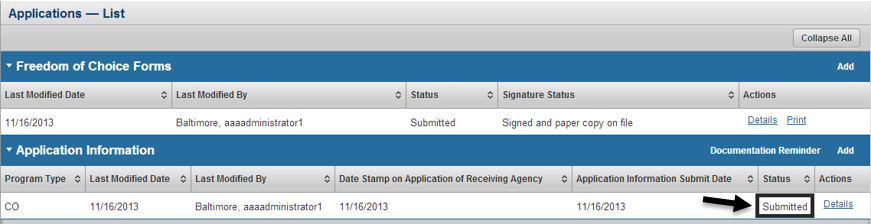 Applications — List
Collapse All
Freedom of Choice Forms Add
Last Modified Date Last Modified By Status Signature Status Actions
11/16/2013 Baltimore, aaaadministrator1 Submitted Signed and paper copy on file Details Print
Application Information Documentation Reminder Add
Program Type Last Modified Date Last Modified By Date Stamp on Application of Receiving Agency Application Information Submit Date Status Actions
CO 11/16/2013 Baltimore, aaaadministrator1 11/16/2013 11/16/2013 Submitted Details